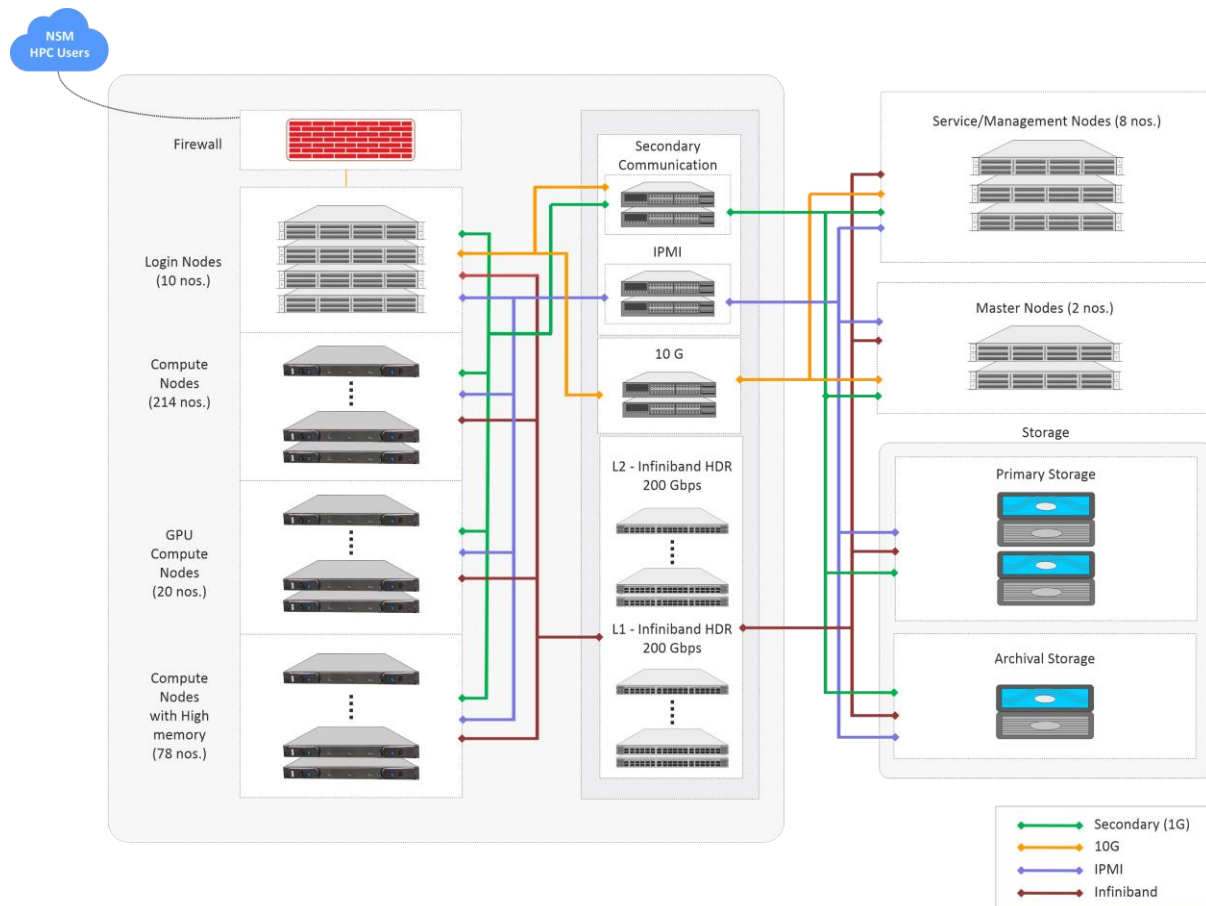 NSM
HPC Users
Firewall
Login Nodes
(10 nos.)
Compute
Nodes
(214 nos.)
GPU
Compute
Nodes
(20 nos.)
Compute
Nodes
with High
memory
(78 nos.)
Secondary
Communication
IPMI
10 G
L2 - Infiniband HDR
200 Gbps
L1 - Infiniband HDR
200 Gbps
Service/Management Nodes (8 nos.)
Master Nodes (2 nos.)
Storage
Primary Storage
Archival Storage
Secondary (1G)
10G
IPMI
Infiniband